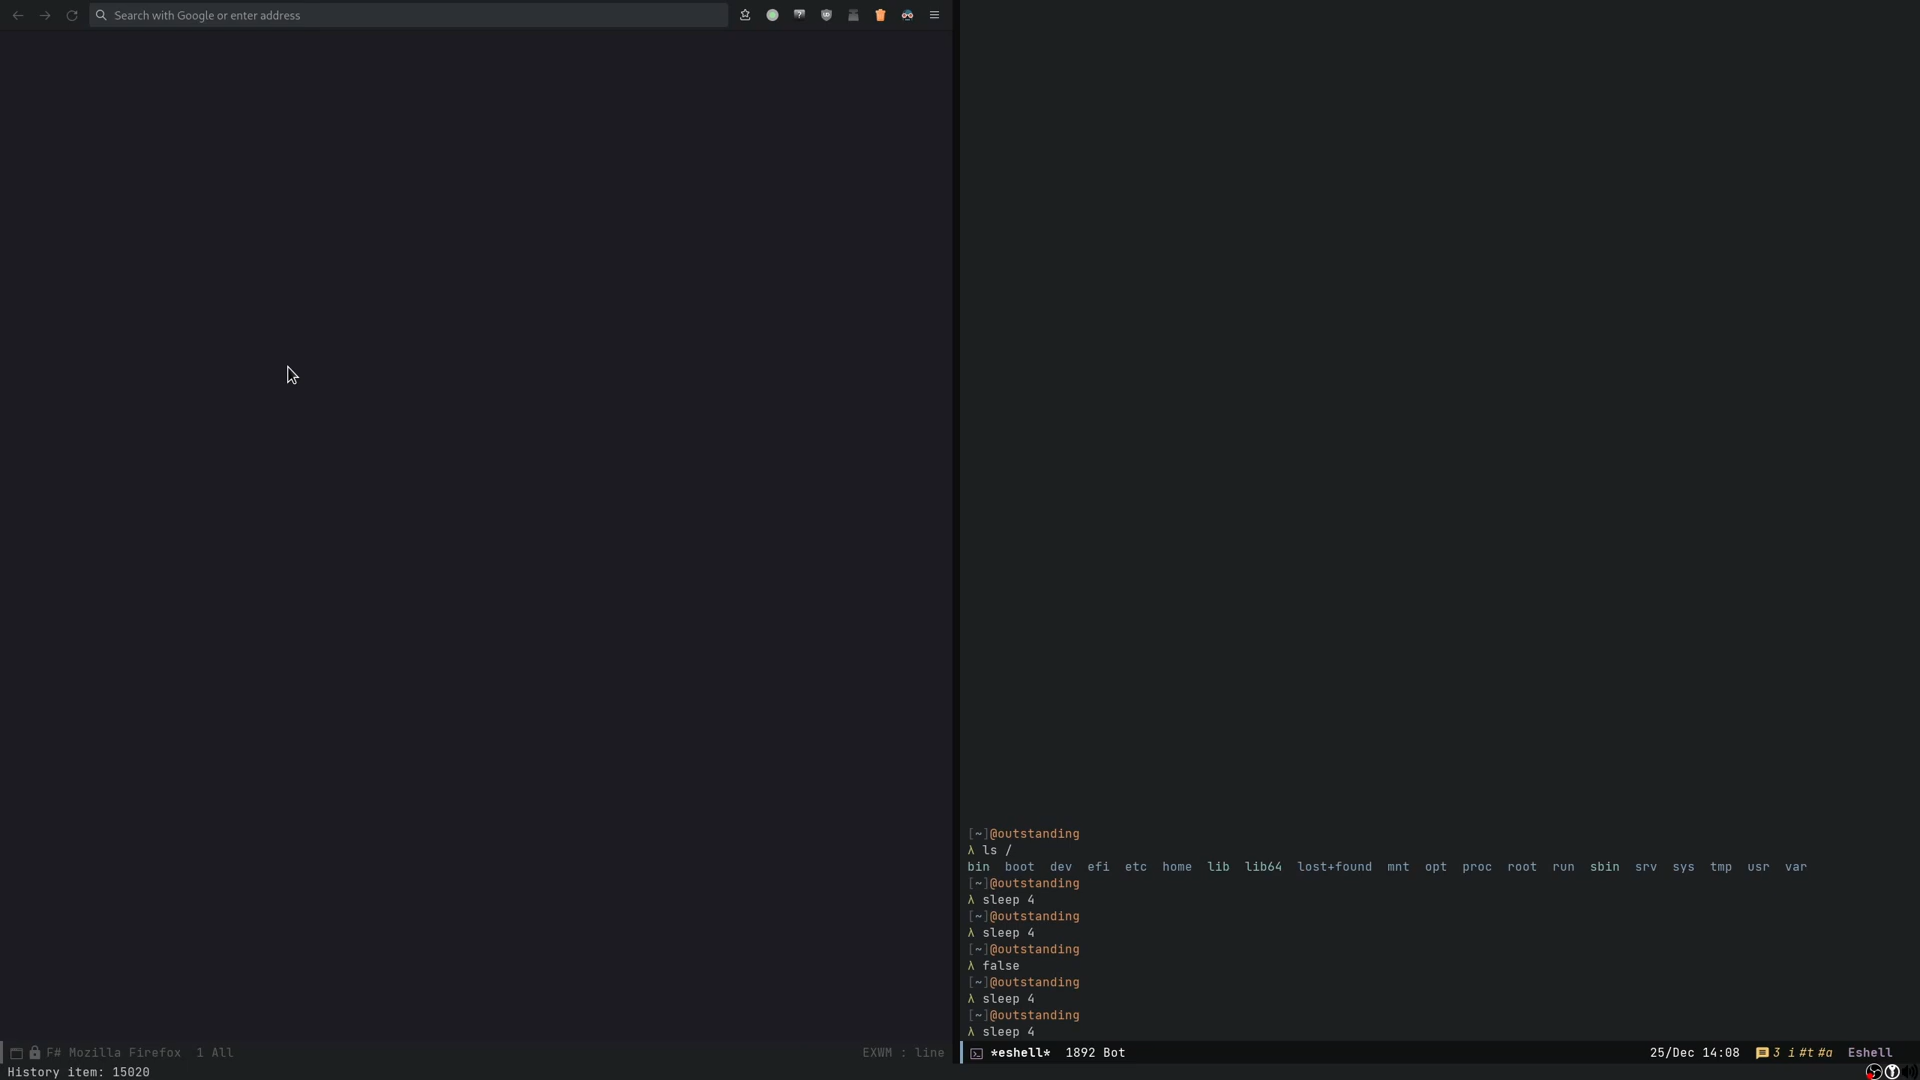 Search with Google or enter address
[~]@outstanding
λ ls /
bin boot dev efi etc home lib lib64 lost+found mnt opt proc root run sbin srv sys tmp usr var
[~]@outstanding
λ sleep 4
[~]@outstanding
λ sleep 4
[~]@outstanding
λ false
[~]@outstanding
λ sleep 4
[~]@outstanding
λ sleep 4
F# Mozilla Firefox 1 All EXWM : line
*eshell* 1892 Bot 25/Dec 14:08 3 i #t #a Eshell
History item: 15020